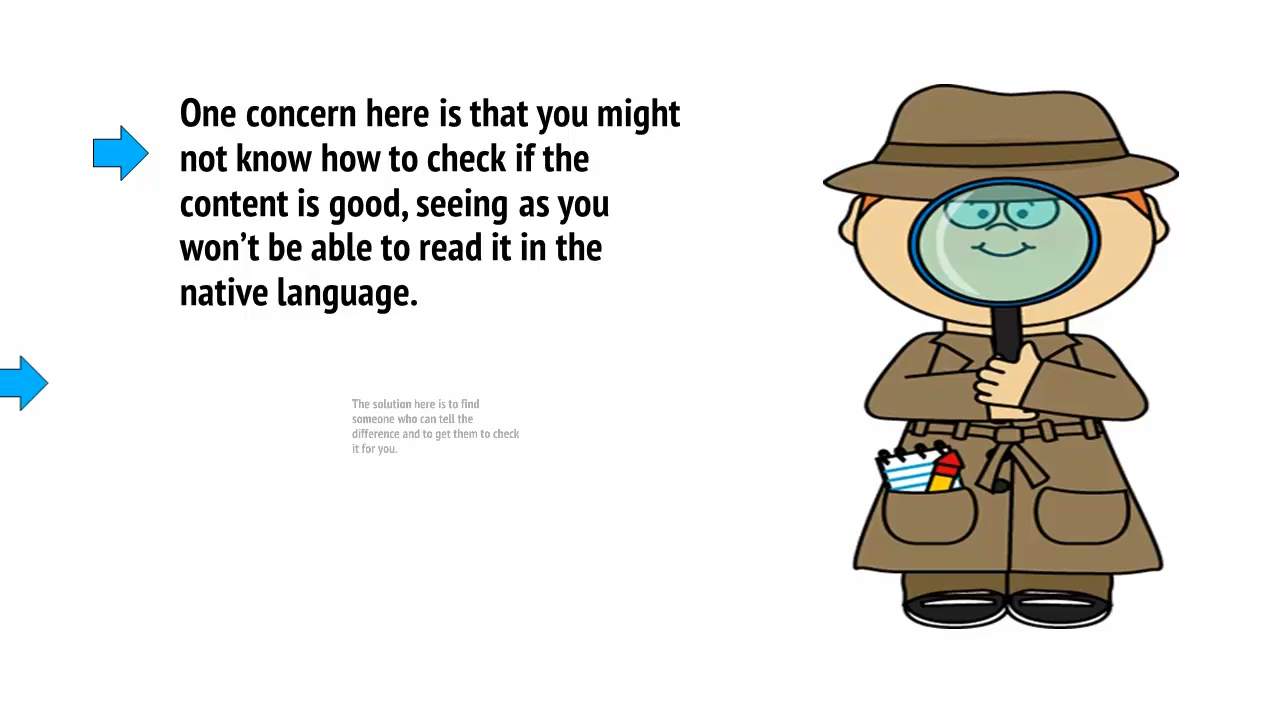 One concern here is that you might
not know how to check if the
content is good, seeing as you
won’t be able to read it in the
native language.
The solution here is to find
someone who can tell the
difference and to get them to check
it for you.